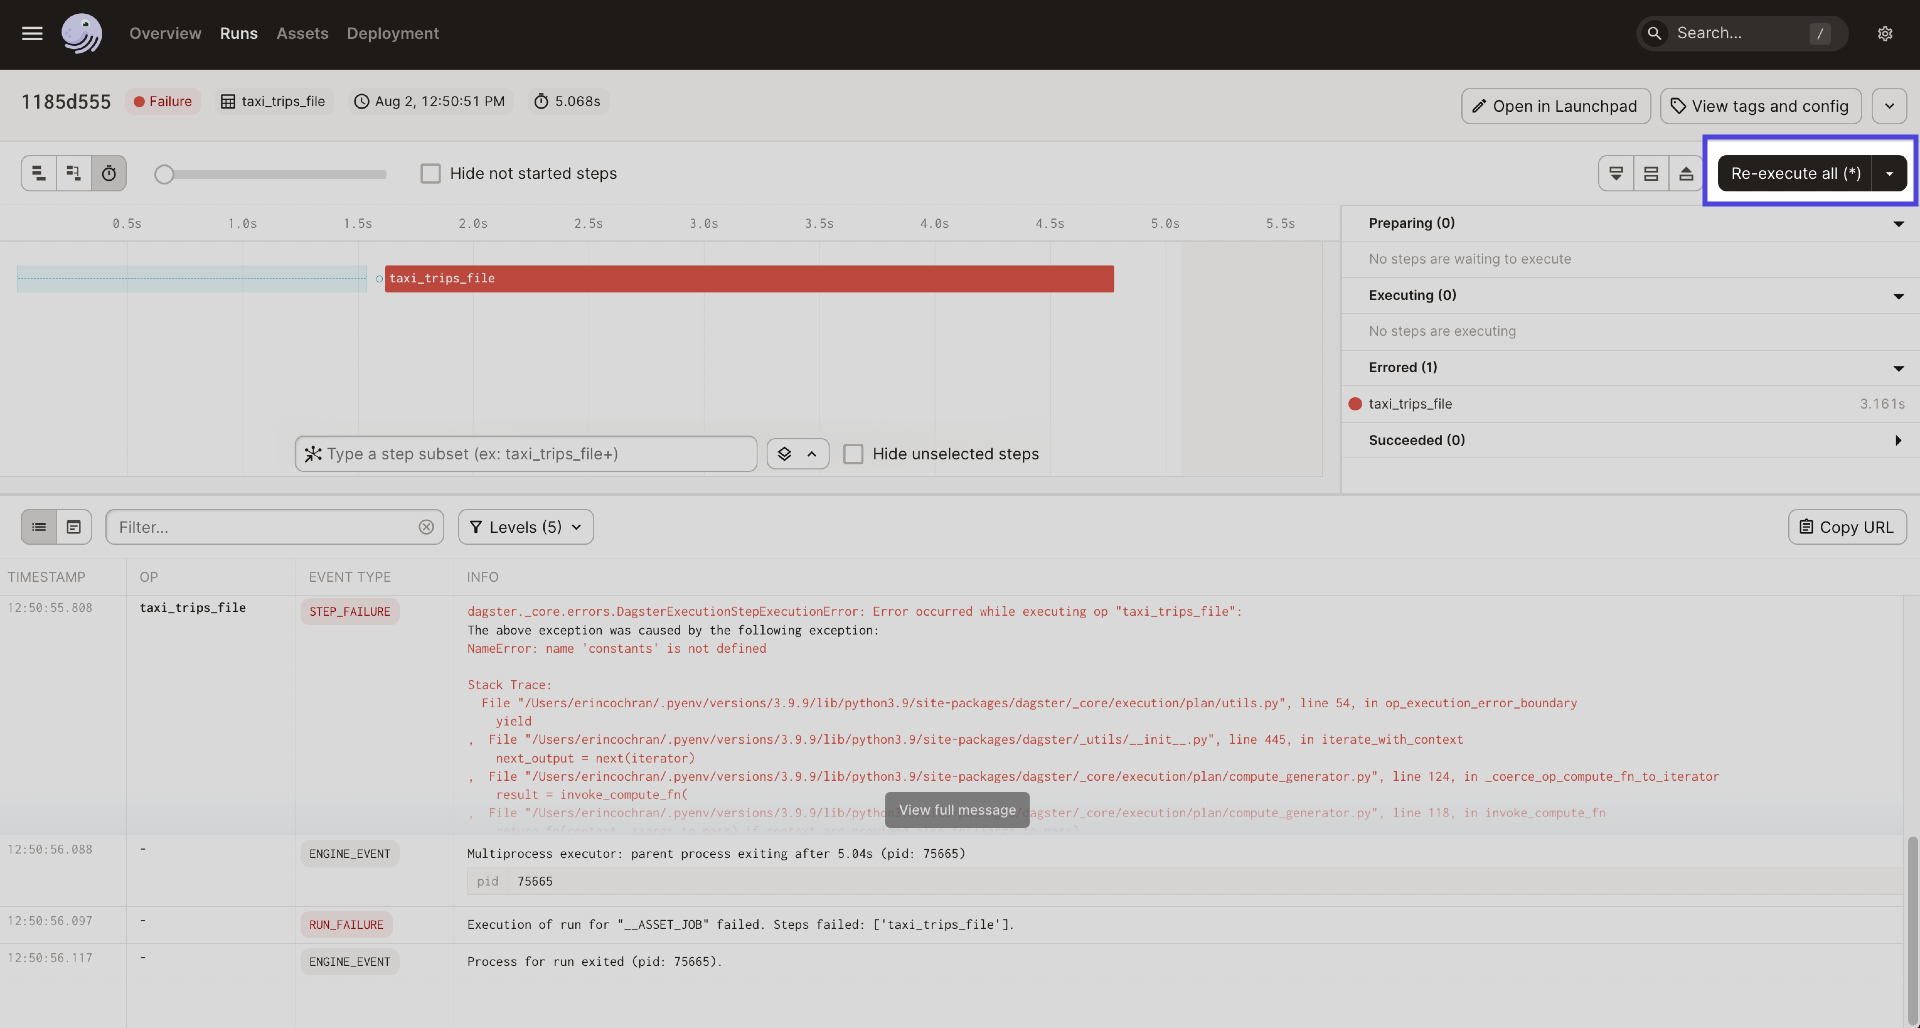 Overview Runs Assets Deployment Search... /
1185d555 Failure taxi_trips_file Aug 2, 12:50:51 PM 5.068s Open in Launchpad View tags and config
Hide not started steps Re-execute all (*)
0.5s 1.0s 1.5s 2.0s 2.5s 3.0s 3.5s 4.0s 4.5s 5.0s 5.5s
taxi_trips_file
Type a step subset (ex: taxi_trips_file+) Hide unselected steps
Preparing (0)
No steps are waiting to execute
Executing (0)
No steps are executing
Errored (1)
taxi_trips_file 3.161s
Succeeded (0)
Filter... Levels (5) Copy URL
TIMESTAMP OP EVENT TYPE INFO
12:50:55.808 taxi_trips_file STEP_FAILURE dagster._core.errors.DagsterExecutionStepExecutionError: Error occurred while executing op "taxi_trips_file":
The above exception was caused by the following exception:
NameError: name 'constants' is not defined
Stack Trace:
File "/Users/erincochran/.pyenv/versions/3.9.9/lib/python3.9/site-packages/dagster/_core/execution/plan/utils.py", line 54, in op_execution_error_boundary
yield
, File "/Users/erincochran/.pyenv/versions/3.9.9/lib/python3.9/site-packages/dagster/_utils/__init__.py", line 445, in iterate_with_context
next_output = next(iterator)
, File "/Users/erincochran/.pyenv/versions/3.9.9/lib/python3.9/site-packages/dagster/_core/execution/plan/compute_generator.py", line 124, in _coerce_op_compute_fn_to_iterator
result = invoke_compute_fn(
, File "/Users/erincochran/.pyenv/versions/3.9.9/lib/python3 View full message dagster/_core/execution/plan/compute_generator.py", line 118, in invoke_compute_fn
12:50:56.088 - ENGINE_EVENT Multiprocess executor: parent process exiting after 5.04s (pid: 75665)
pid 75665
12:50:56.097 - RUN_FAILURE Execution of run for "__ASSET_JOB" failed. Steps failed: ['taxi_trips_file'].
12:50:56.117 - ENGINE_EVENT Process for run exited (pid: 75665).